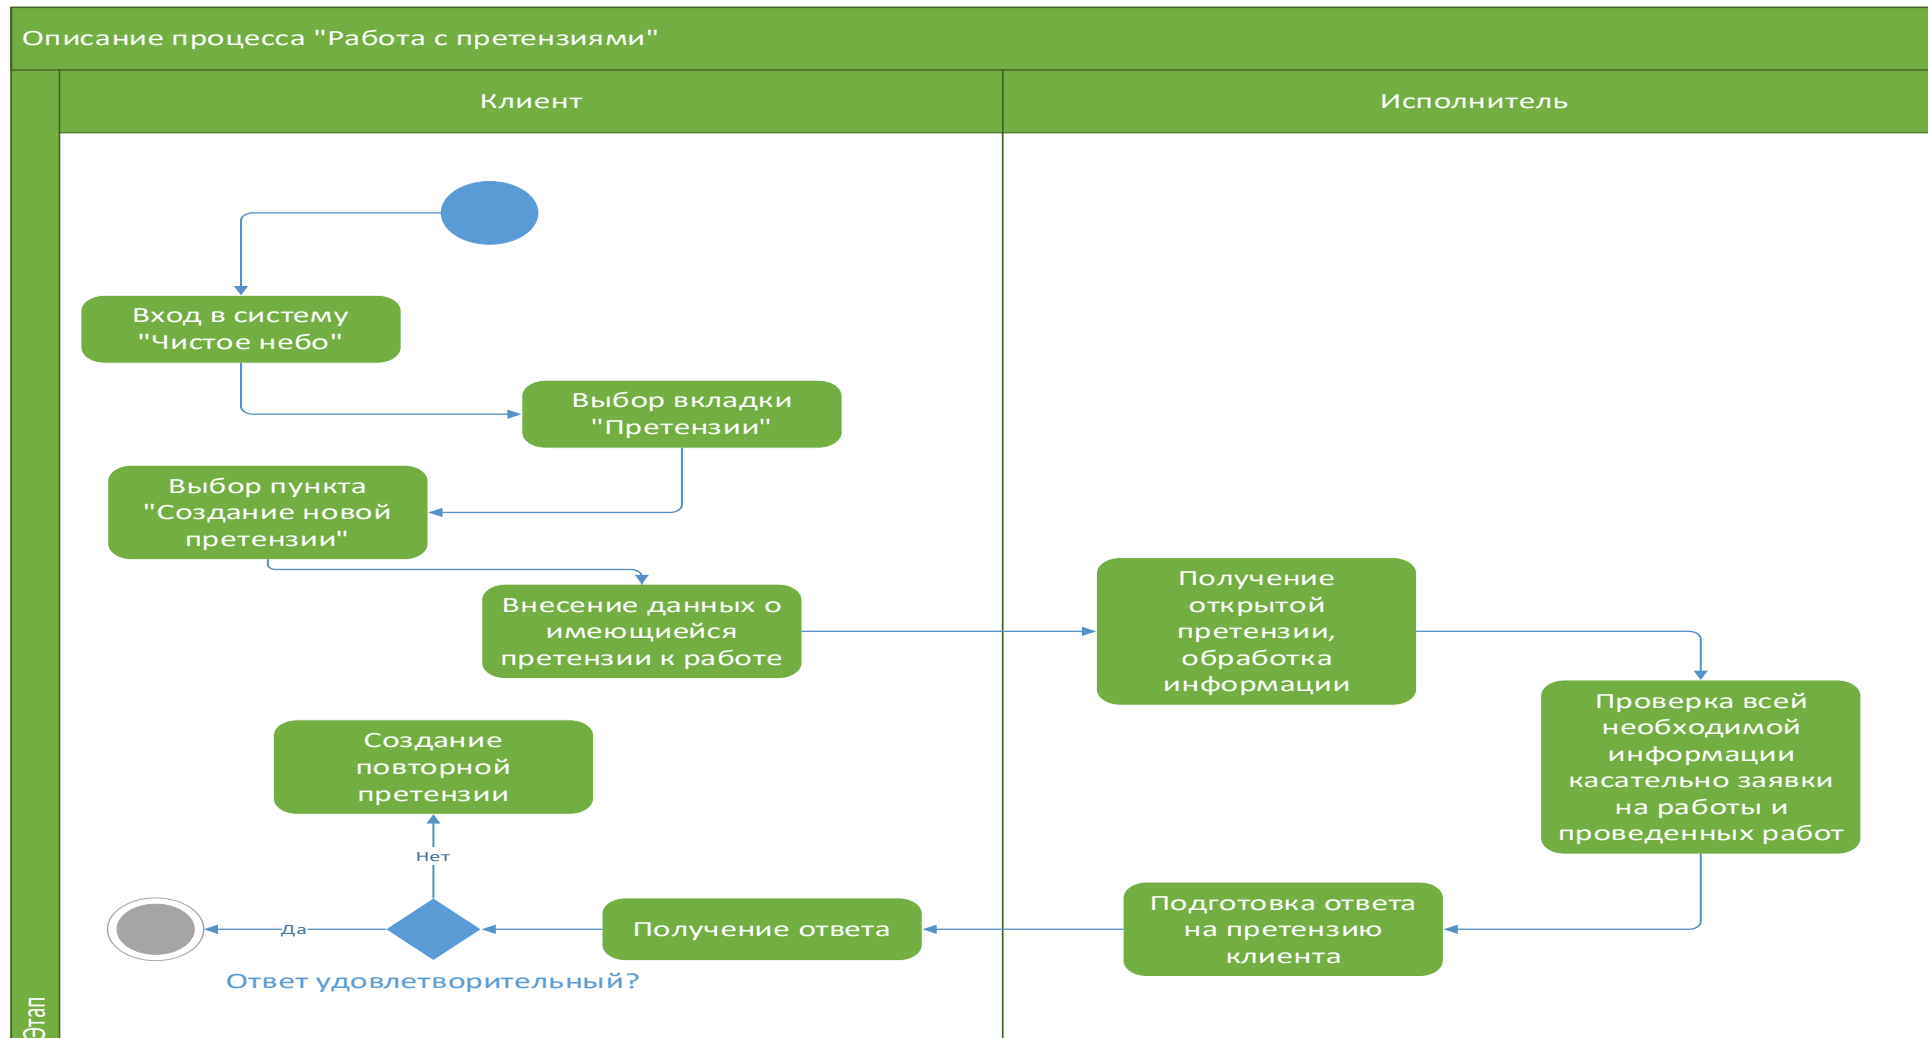 Описание процесса "Работа с претензиями"
Клиент
Исполнитель
Вход в систему
"Чистое небо"
Выбор вкладки
"Претензии"
Выбор пункта
"Создание новой
претензии"
Внесение данных о
имеющиейся
претензии к работе
Получение
открытой
претензии,
обработка
информации
Проверка всей
необходимой
информации
касательно заявки
на работы и
проведенных работ
Создание
повторной
претензии
Нет
Да
Получение ответа
Подготовка ответа
на претензию
клиента
Ответ удовлетворительный?
Этап